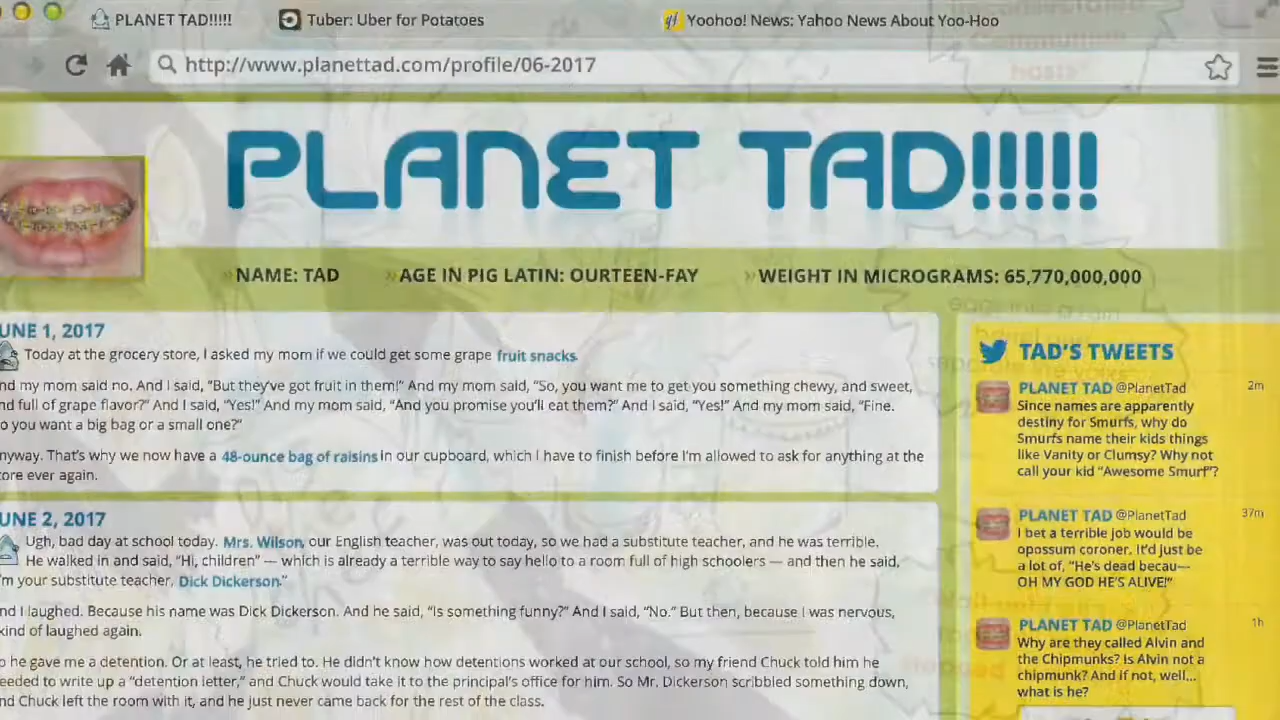 PLANET TAD!!!!! Tuber: Uber for Potatoes Yoohoo! News: Yahoo News About Yoo-Hoo
http://www.planettad.com/profile/06-2017
PLANET TAD!!!!!
»NAME: TAD »AGE IN PIG LATIN: OURTEEN-FAY »WEIGHT IN MICROGRAMS: 65,770,000,000
UNE 1, 2017
Today at the grocery store, I asked my mom if we could get some grape fruit snacks.
nd my mom said no. And I said, "But they've got fruit in them!" And my mom said, "So, you want me to get you something chewy, and sweet,
nd full of grape flavor?" And I said, "Yes!" And my mom said, "And you promise you'll eat them?" And I said, "Yes!" And my mom said, "Fine.
o you want a big bag or a small one?"
nyway. That's why we now have a 48-ounce bag of raisins in our cupboard, which I have to finish before I'm allowed to ask for anything at the
ore ever again.
UNE 2, 2017
Ugh, bad day at school today. Mrs. Wilson, our English teacher, was out today, so we had a substitute teacher, and he was terrible.
He walked in and said, "Hi, children" — which is already a terrible way to say hello to a room full of high schoolers — and then he said,
'm your substitute teacher, Dick Dickerson."
nd I laughed. Because his name was Dick Dickerson. And he said, "Is something funny?" And I said, "No." But then, because I was nervous,
kind of laughed again.
o he gave me a detention. Or at least, he tried to. He didn't know how detentions worked at our school, so my friend Chuck told him he
eeded to write up a "detention letter," and Chuck would take it to the principal's office for him. So Mr. Dickerson scribbled something down,
nd Chuck left the room with it, and he just never came back for the rest of the class.
TAD'S TWEETS
PLANET TAD @PlanetTad 2m
Since names are apparently
destiny for Smurfs, why do
Smurfs name their kids things
like Vanity or Clumsy? Why not
call your kid "Awesome Smurf"?
PLANET TAD @PlanetTad 37m
I bet a terrible job would be
opossum coroner. It'd just be
a lot of, "He's dead becau—
OH MY GOD HE'S ALIVE!"
PLANET TAD @PlanetTad 1h
Why are they called Alvin and
the Chipmunks? Is Alvin not a
chipmunk? And if not, well...
what is he?